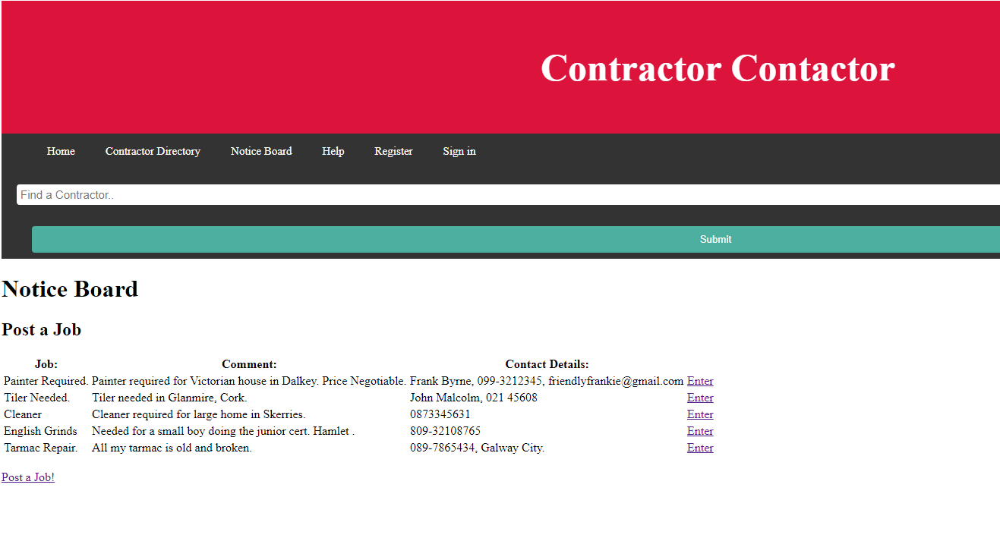 Contractor Contactor
Home Contractor Directory Notice Board Help Register Sign in
Find a Contractor..
Submit
Notice Board
Post a Job
Job: Comment: Contact Details:
Painter Required. Painter required for Victorian house in Dalkey. Price Negotiable. Frank Byrne, 099-3212345, friendlyfrankie@gmail.com Enter
Tiler Needed. Tiler needed in Glanmire, Cork. John Malcolm, 021 45608 Enter
Cleaner Cleaner required for large home in Skerries. 0873345631 Enter
English Grinds Needed for a small boy doing the junior cert. Hamlet . 809-32108765 Enter
Tarmac Repair. All my tarmac is old and broken. 089-7865434, Galway City. Enter
Post a Job!